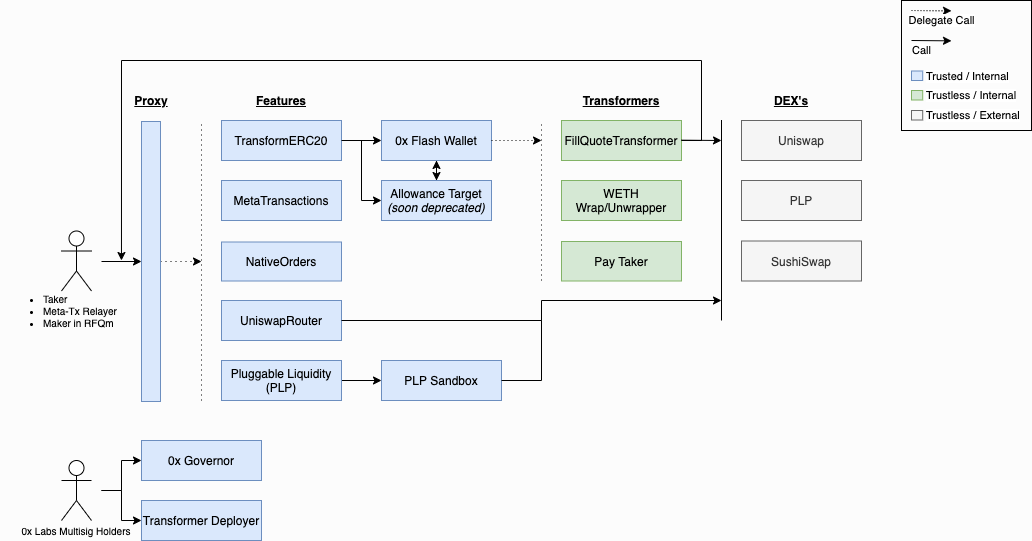 Delegate Call
Call
Trusted / Internal
Trustless / Internal
Trustless / External
Proxy
Features
Transformers
DEX's
TransformERC20
0x Flash Wallet
FillQuoteTransformer
Uniswap
MetaTransactions
Allowance Target
(soon deprecated)
WETH
Wrap/Unwrapper
PLP
NativeOrders
Pay Taker
SushiSwap
• Taker
• Meta-Tx Relayer
• Maker in RFQm
UniswapRouter
Pluggable Liquidity
(PLP)
PLP Sandbox
0x Governor
Transformer Deployer
0x Labs Multisig Holders